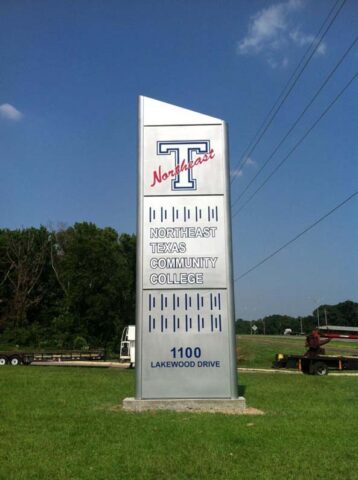 T
Northeast
NORTHEAST
TEXAS
COMMUNITY
COLLEGE
1100
LAKEWOOD DRIVE